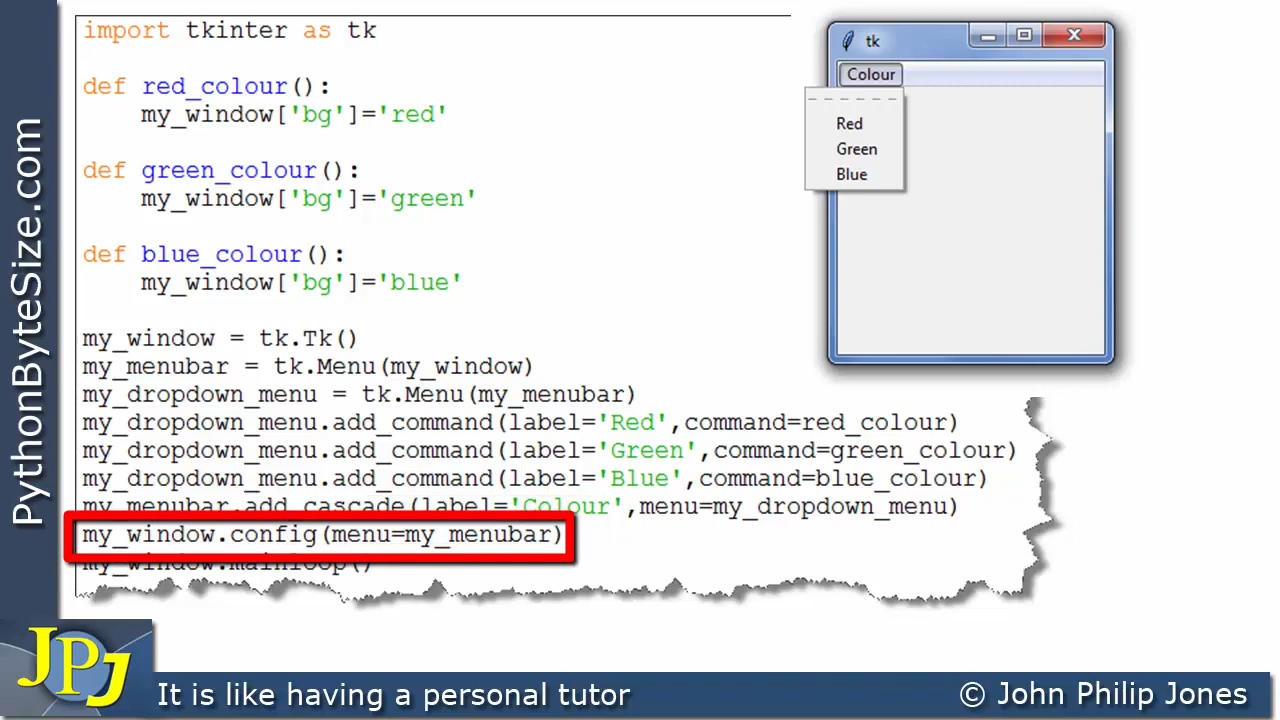 PythonByteSize.com
import tkinter as tk
def red_colour():
my_window['bg']='red'
def green_colour():
my_window['bg']='green'
def blue_colour():
my_window['bg']='blue'
my_window = tk.Tk()
my_menubar = tk.Menu(my_window)
my_dropdown_menu = tk.Menu(my_menubar)
my_dropdown_menu.add_command(label='Red',command=red_colour)
my_dropdown_menu.add_command(label='Green',command=green_colour)
my_dropdown_menu.add_command(label='Blue',command=blue_colour)
my_menubar.add_cascade(label='Colour',menu=my_dropdown_menu)
my_window.config(menu=my_menubar)
my_window.mainloop()
tk
Colour
Red
Green
Blue
JPJ
It is like having a personal tutor
© John Philip Jones